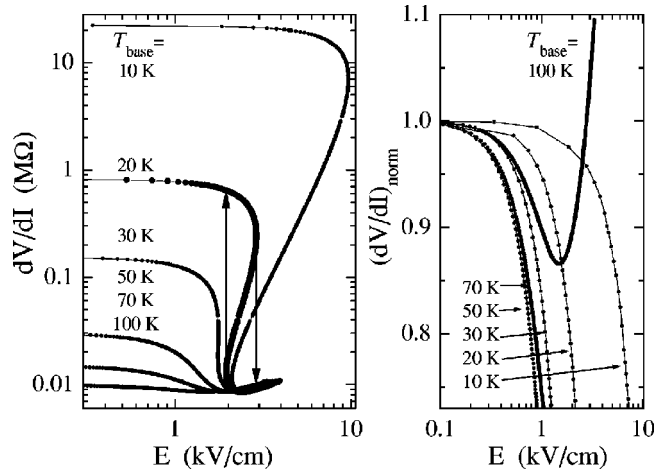 T_base=
10 K
20 K
30 K
50 K
70 K
100 K
10
1
0.1
0.01
1
10
dV/dI (MΩ)
E (kV/cm)
T_base=
100 K
1.0
0.9
0.8
70 K
50 K
30 K
20 K
10 K
0.1
1
10
(dV/dI)_norm
E (kV/cm)